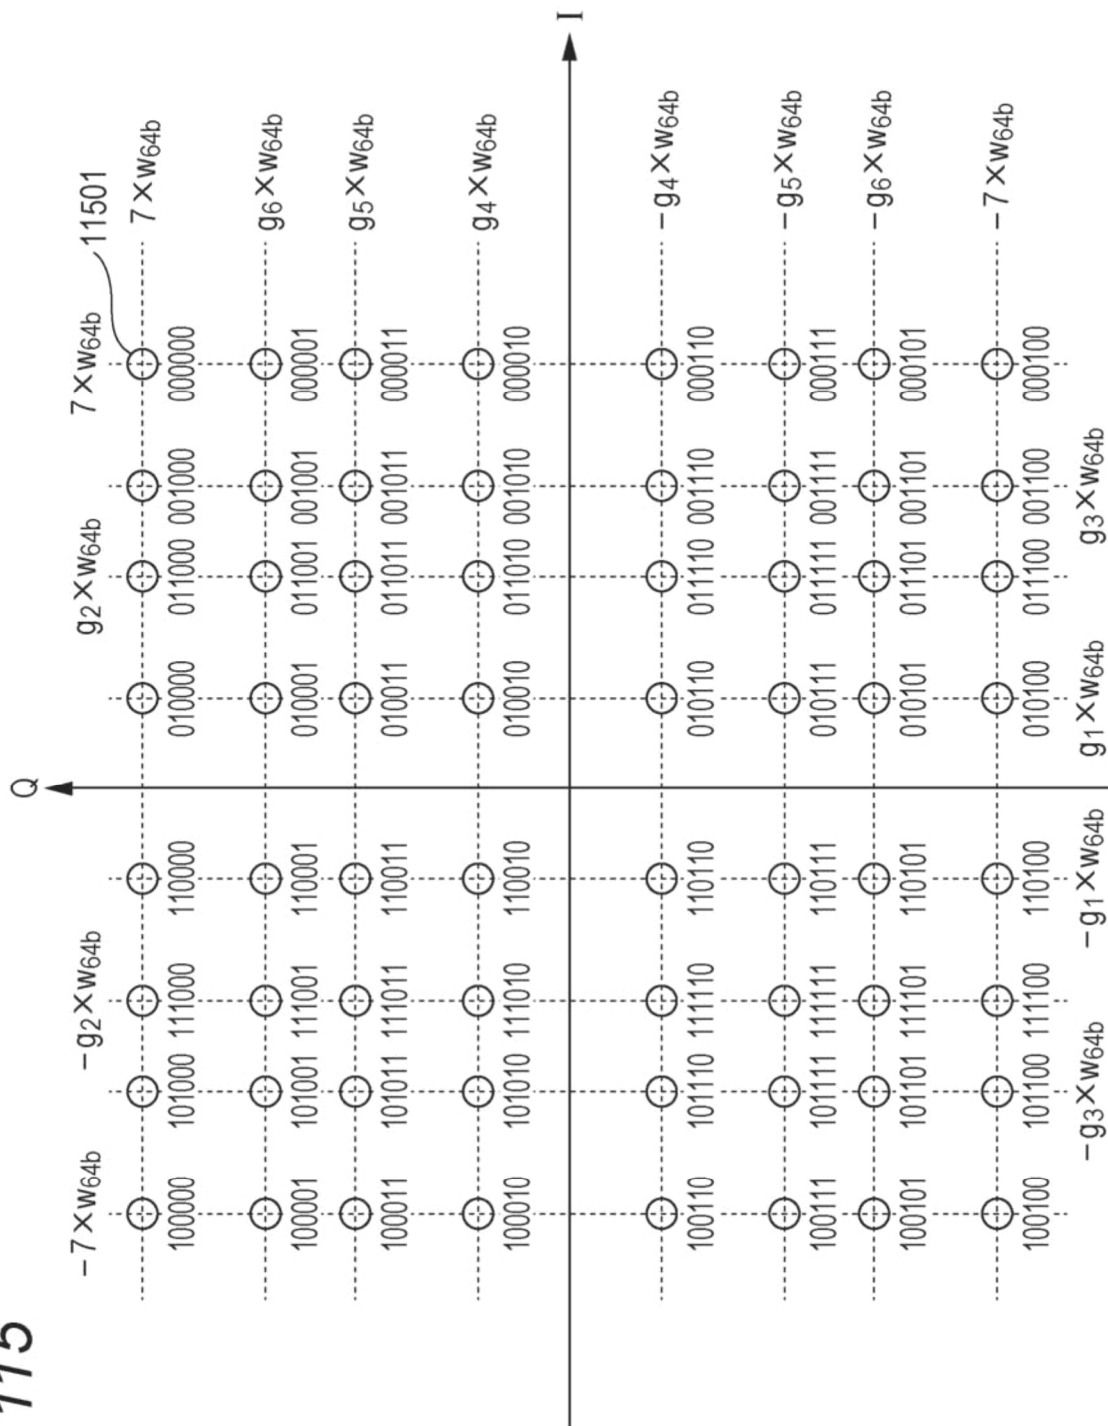 115
Q
−7×w64b −g2×w64b g2×w64b 7×w64b
11501
7×w64b
100000 101000 111000 110000 010000 011000 001000 000000
g6×w64b
100001 101001 111001 110001 010001 011001 001001 000001
g5×w64b
100011 101011 111011 110011 010011 011011 001011 000011
g4×w64b
100010 101010 111010 110010 010010 011010 001010 000010
I
−g4×w64b
100110 101110 111110 110110 010110 011110 001110 000110
−g5×w64b
100111 101111 111111 110111 010111 011111 001111 000111
−g6×w64b
100101 101101 111101 110101 010101 011101 001101 000101
−7×w64b
100100 101100 111100 110100 010100 011100 001100 000100
−g3×w64b −g1×w64b g1×w64b g3×w64b